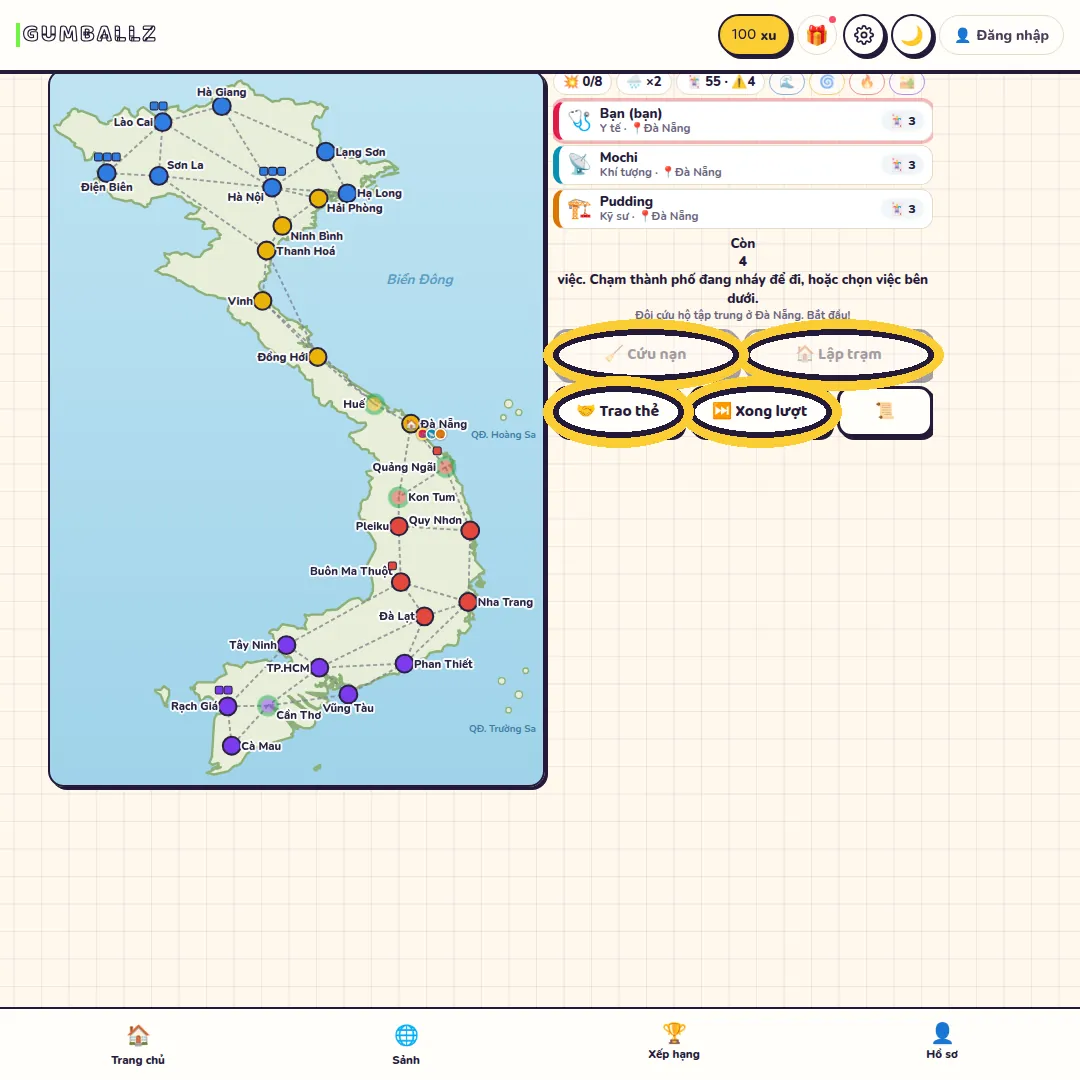 GUMBALLZ
100 xu
Đăng nhập
0/8
×2
55 · 4
Bạn (bạn)
Y tế · Đà Nẵng
3
Mochi
Khí tượng · Đà Nẵng
3
Pudding
Kỹ sư · Đà Nẵng
3
Còn
4
việc. Chạm thành phố đang nháy để đi, hoặc chọn việc bên
dưới.
Đội cứu hộ tập trung ở Đà Nẵng. Bắt đầu!
Cứu nạn
Lập trạm
Trao thẻ
Xong lượt
Hà Giang
Lào Cai
Lạng Sơn
Sơn La
Điện Biên
Hà Nội
Hạ Long
Hải Phòng
Ninh Bình
Thanh Hoá
Biển Đông
Vinh
Đồng Hới
Huế
Đà Nẵng
QĐ. Hoàng Sa
Quảng Ngãi
Kon Tum
Quy Nhơn
Pleiku
Buôn Ma Thuột
Nha Trang
Đà Lạt
Tây Ninh
TP.HCM
Phan Thiết
Rạch Giá
Cần Thơ
Vũng Tàu
QĐ. Trường Sa
Cà Mau
Trang chủ
Sảnh
Xếp hạng
Hồ sơ